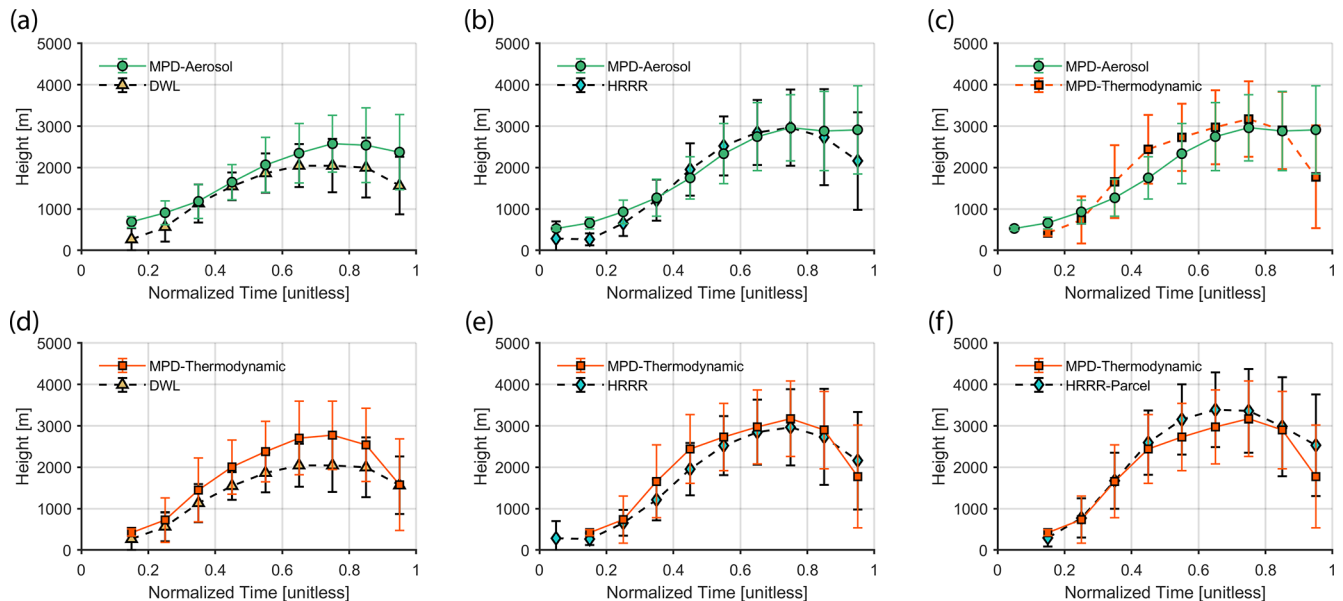 (a)
5000
4000
3000
2000
1000
0
Height [m]
MPD-Aerosol
DWL
0 0.2 0.4 0.6 0.8 1
Normalized Time [unitless]
(b)
5000
4000
3000
2000
1000
0
Height [m]
MPD-Aerosol
HRRR
0 0.2 0.4 0.6 0.8 1
Normalized Time [unitless]
(c)
5000
4000
3000
2000
1000
0
Height [m]
MPD-Aerosol
MPD-Thermodynamic
0 0.2 0.4 0.6 0.8 1
Normalized Time [unitless]
(d)
5000
4000
3000
2000
1000
0
Height [m]
MPD-Thermodynamic
DWL
0 0.2 0.4 0.6 0.8 1
Normalized Time [unitless]
(e)
5000
4000
3000
2000
1000
0
Height [m]
MPD-Thermodynamic
HRRR
0 0.2 0.4 0.6 0.8 1
Normalized Time [unitless]
(f)
5000
4000
3000
2000
1000
0
Height [m]
MPD-Thermodynamic
HRRR-Parcel
0 0.2 0.4 0.6 0.8 1
Normalized Time [unitless]